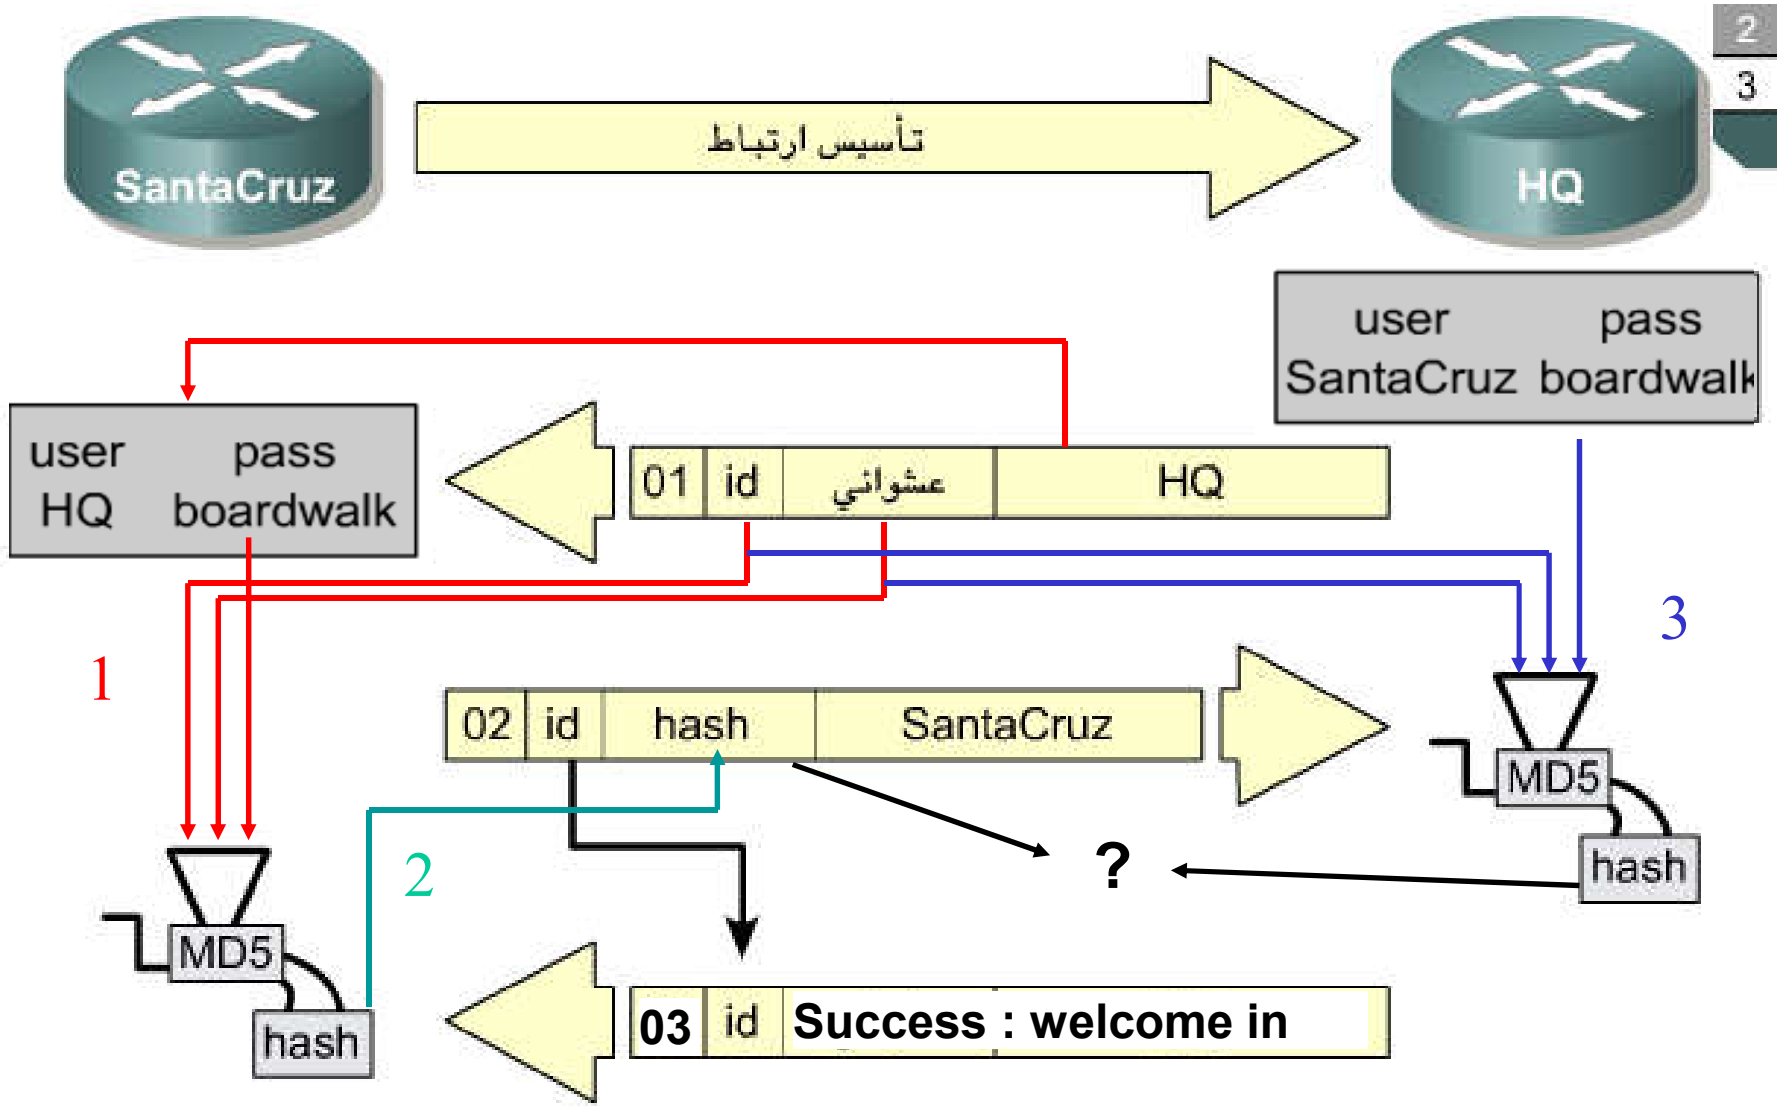 2
3
SantaCruz
تأسيس ارتباط
HQ
user pass
SantaCruz boardwalk
user pass
HQ boardwalk
01 id عشوائي HQ
1
3
02 id hash SantaCruz
MD5
hash
?
2
MD5
hash
03 id Success : welcome in